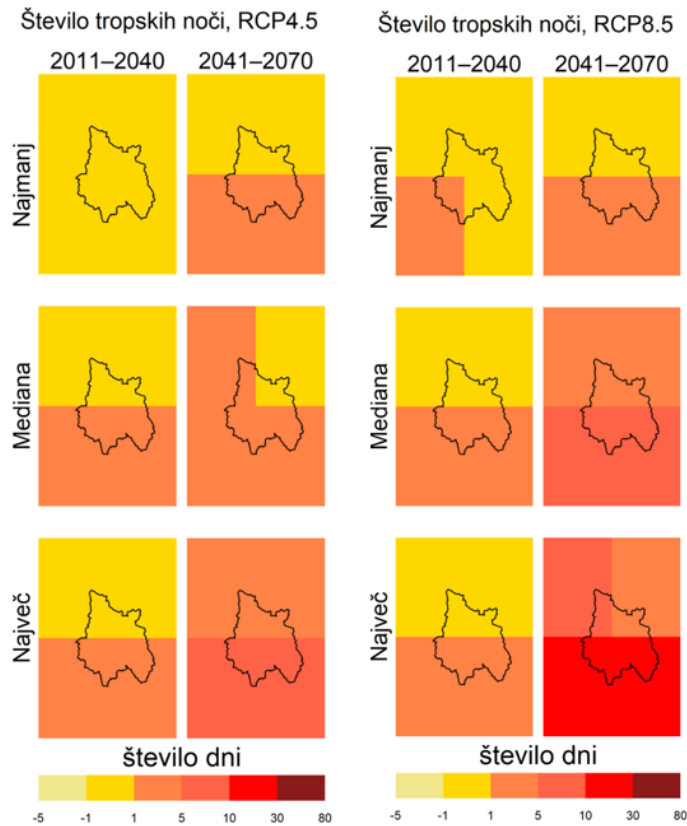 Število tropskih noči, RCP4.5
2011–2040 2041–2070
Najmanj
Mediana
Največ
število dni
-5 -1 1 5 10 30 80
Število tropskih noči, RCP8.5
2011–2040 2041–2070
Najmanj
Mediana
Največ
število dni
-5 -1 1 5 10 30 80